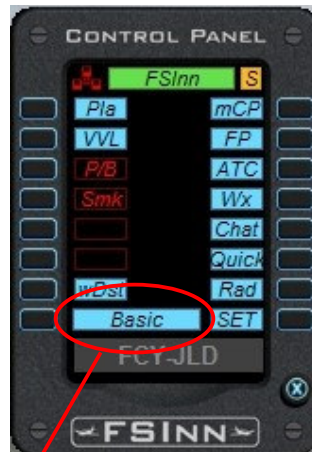 CONTROL PANEL
FSInn S
Pla mCP
VVL FP
P/B ATC
Smk Wx
Chat
Quick
wDst Rad
Basic SET
FCY-JLD
X
FSINN